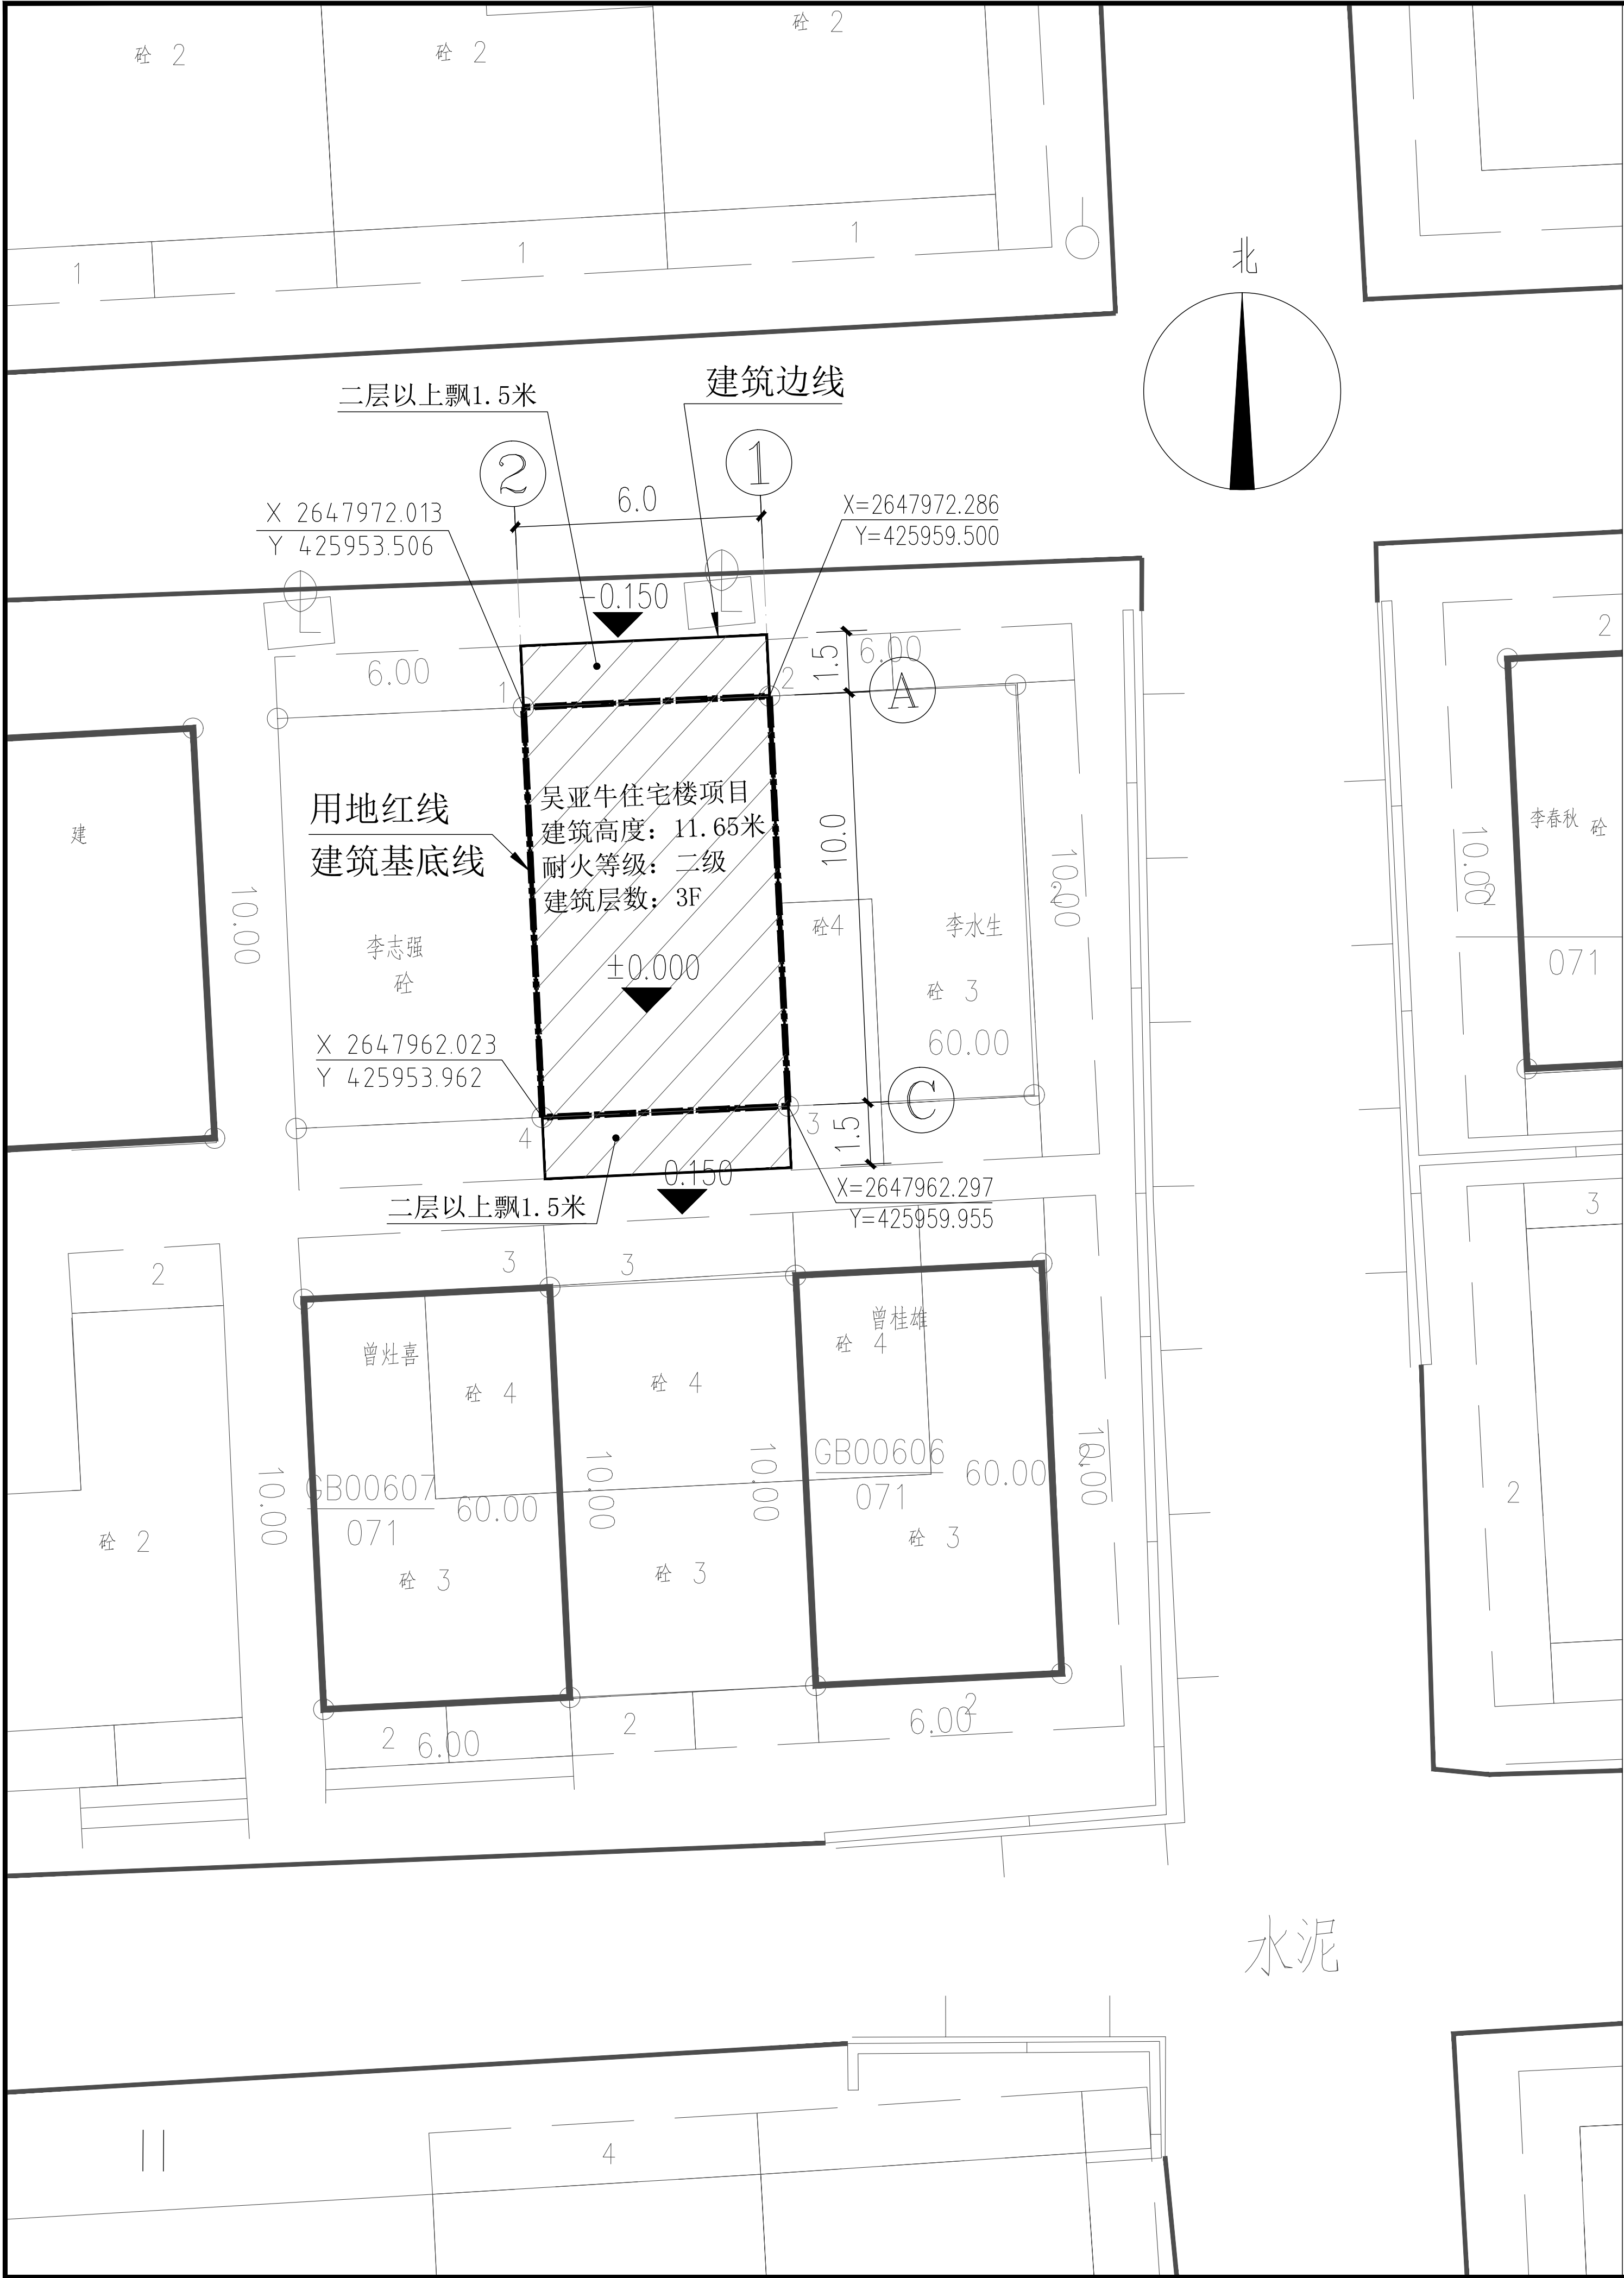 砼 2
砼 2
砼 2
1
1
1
北
二层以上飘1.5米
建筑边线
2
1
6.0
X 2647972.013
Y 425953.506
X=2647972.286
Y=425959.500
-0.150
2
6.00
1
2
1.5
6.00
A
建
用地红线
建筑基底线
吴亚牛住宅楼项目
建筑高度：11.65米
耐火等级：二级
建筑层数：3F
10.0
10.00
李志强
砼
±0.000
砼4
李水生
砼 3
60.00
10.00
2
李春秋 砼
10.00
2
071
X 2647962.023
Y 425953.962
4
3
C
1.5
0.150
二层以上飘1.5米
X=2647962.297
Y=425959.955
3
2
3
3
曾灶喜
砼 4
砼 4
曾桂雄
砼 4
10.00
GB00607
071
60.00
10.00
10.00
GB00606
071
60.00
10.00
2
2
砼 2
砼 3
砼 3
砼 3
2
6.00
2
6.00
2
水泥
4